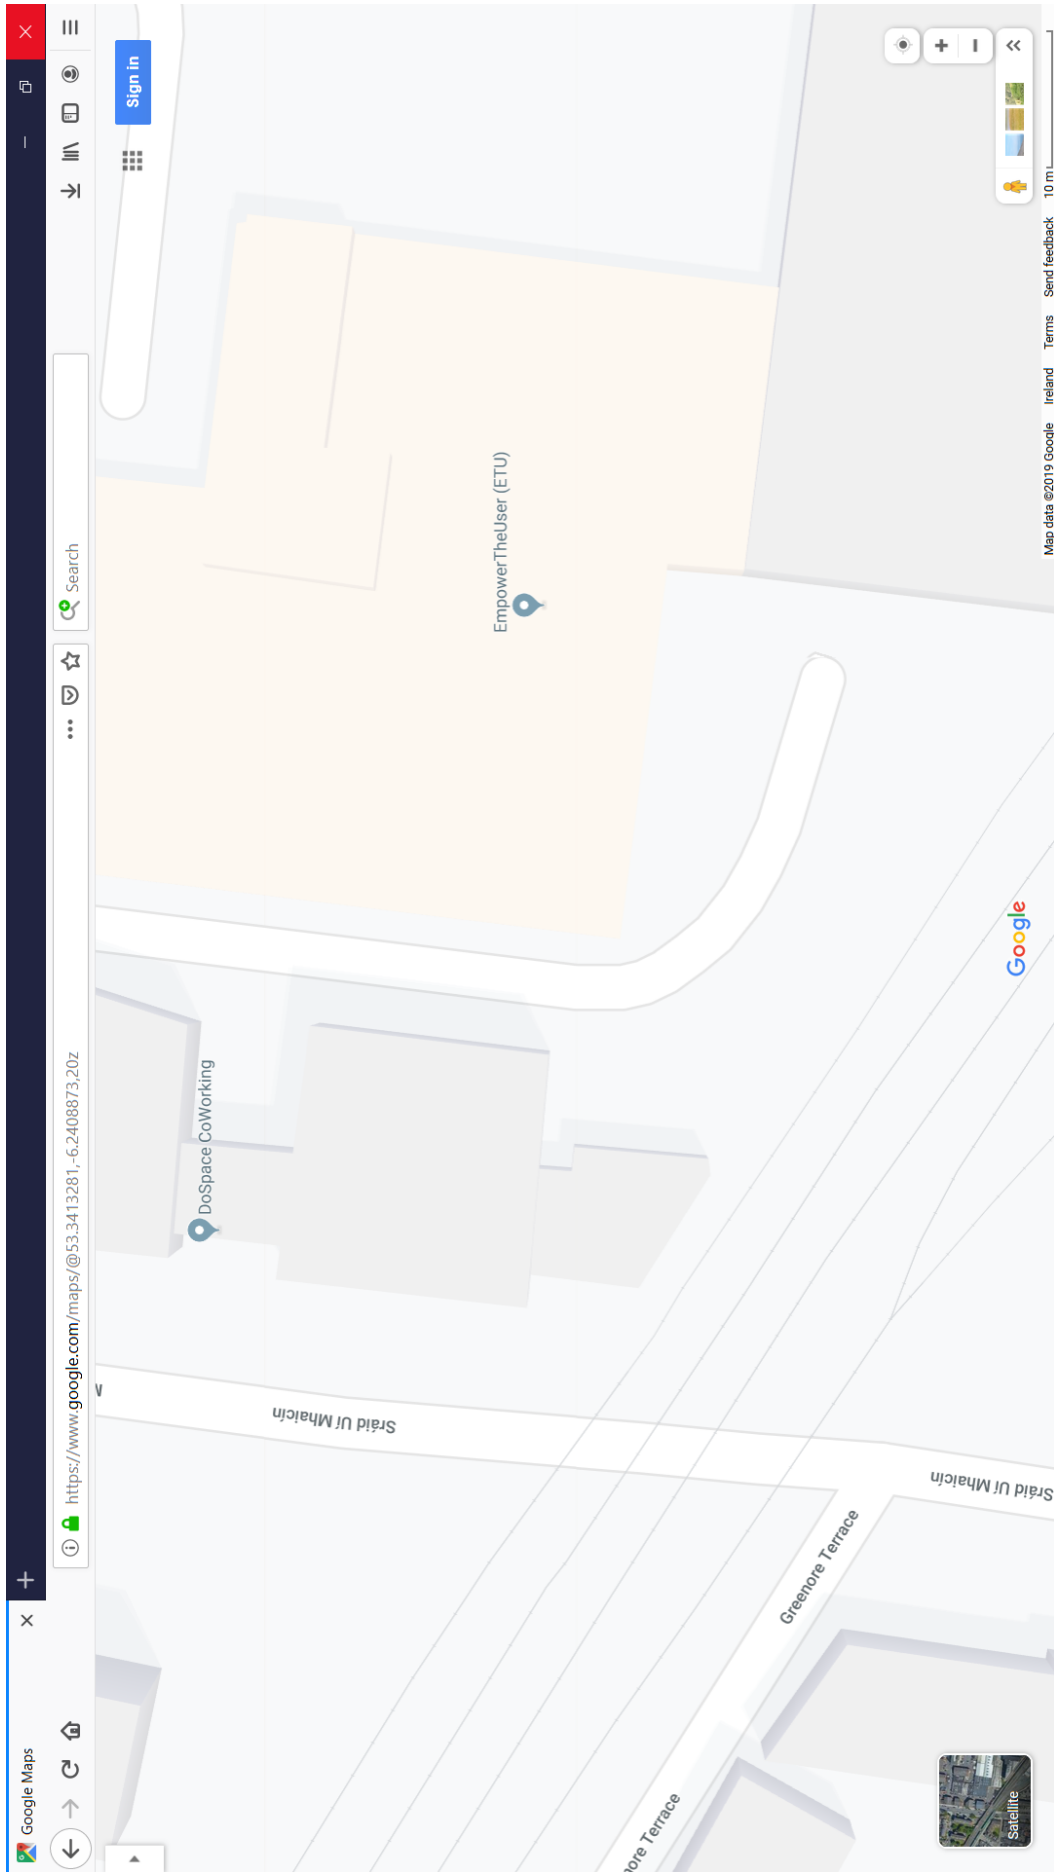 Google Maps
https://www.google.com/maps/@53.3413281,-6.2408873,20z
Search
Sign in
DoSpace CoWorking
EmpowerTheUser (ETU)
Sráid Uí Mhaicín
Sráid Uí Mhaicín
Greenore Terrace
ore Terrace
Satellite
Google
Map data ©2019 Google Ireland Terms Send feedback 10 m